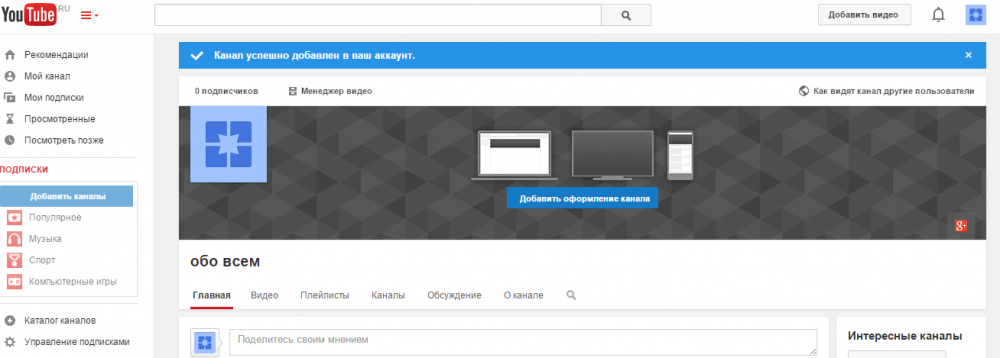 YouTube RU
Добавить видео
Канал успешно добавлен в ваш аккаунт. ×
Рекомендации
Мой канал
Мои подписки
Просмотренные
Посмотреть позже
ПОДПИСКИ
Добавить каналы
Популярное
Музыка
Спорт
Компьютерные игры
Каталог каналов
Управление подписками
0 подписчиков Менеджер видео Как видят канал другие пользователи
Добавить оформление канала
g+
обо всем
Главная Видео Плейлисты Каналы Обсуждение О канале
Поделитесь своим мнением
Интересные каналы